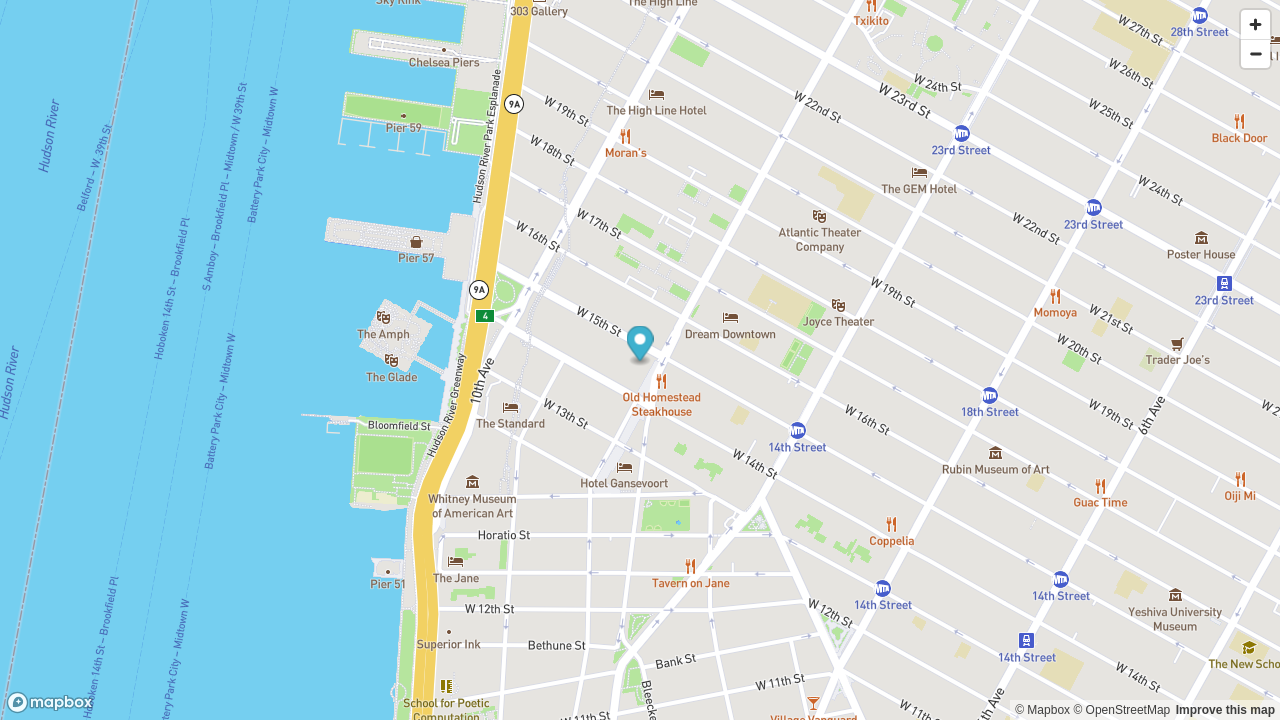 Sky Rink
303 Gallery
The High Line
Txikito
28th Street
W 27th St
Chelsea Piers
W 26th St
W 24th St
W 23rd St
W 25th St
Hudson River Park Esplanade
9A
W 19th St
The High Line Hotel
W 22nd St
Pier 59
Black Door
Moran's
23rd Street
W 18th St
The GEM Hotel
W 24th St
Hudson River
Belford – W. 39th St
S Amboy – Brookfield Pl – Midtown / W 39th St
Battery Park City – Midtown W
23rd Street
W 17th St
Atlantic Theater
Company
W 22nd St
W 16th St
Pier 57
Poster House
Hoboken 14th St – Brookfield Pl
9A
W 19th St
23rd Street
4
W 15th St
Joyce Theater
Momoya
W 21st St
The Amph
Dream Downtown
W 20th St
Trader Joe's
The Glade
10th Ave
Hudson River Greenway
Hudson River
Battery Park City – Midtown W
Old Homestead
Steakhouse
W 13th St
The Standard
18th Street
W 16th St
W 19th St
6th Ave
Bloomfield St
14th Street
W 14th St
Rubin Museum of Art
Hotel Gansevoort
Whitney Museum
of American Art
Guac Time
Oiji Mi
Horatio St
Coppelia
The Jane
Pier 51
Tavern on Jane
14th Street
14th Street
W 12th St
W 12th St
Yeshiva University
Museum
Hoboken 14th St – Brookfield Pl
Battery Park City – Midtown W
Superior Ink
Bethune St
Bank St
14th Street
The New Scho
W 14th St
W 11th St
School for Poetic
Computation
W 11th St
Village Vanguard
mapbox
© Mapbox © OpenStreetMap Improve this map